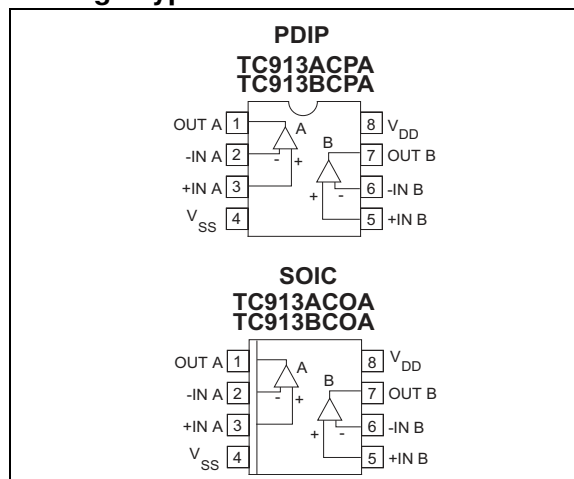 PDIP
TC913ACPA
TC913BCPA
OUT A 1 A 8 VDD
-IN A 2 - + B 7 OUT B
+IN A 3 + - 6 -IN B
VSS 4 5 +IN B
SOIC
TC913ACOA
TC913BCOA
OUT A 1 A 8 VDD
-IN A 2 - + B 7 OUT B
+IN A 3 + - 6 -IN B
VSS 4 5 +IN B